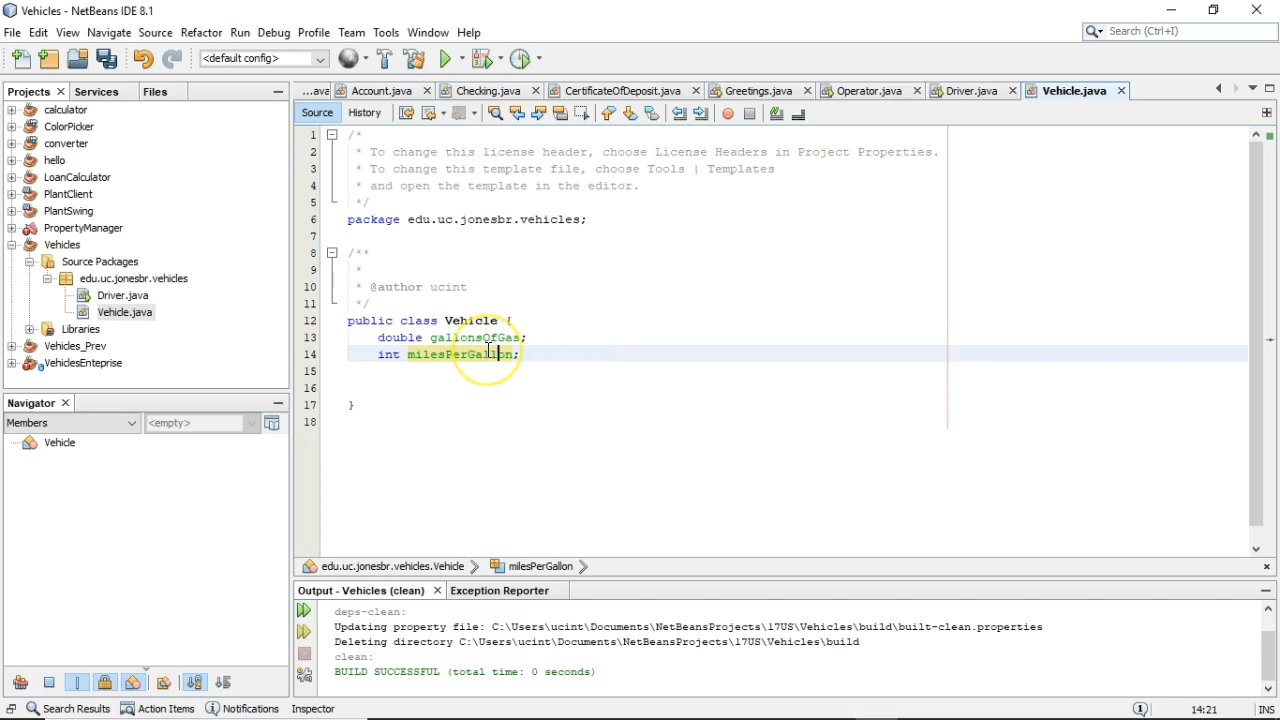 Vehicles - NetBeans IDE 8.1
File Edit View Navigate Source Refactor Run Debug Profile Team Tools Window Help
Search (Ctrl+I)
<default config>
Projects Services Files
calculator
ColorPicker
converter
hello
LoanCalculator
PlantClient
PlantSwing
PropertyManager
Vehicles
Source Packages
edu.uc.jonesbr.vehicles
Driver.java
Vehicle.java
Libraries
Vehicles_Prev
VehiclesEnteprise
Navigator
Members <empty>
Vehicle
...ava Account.java Checking.java CertificateOfDeposit.java Greetings.java Operator.java Driver.java Vehicle.java
Source History
1 /*
2 * To change this license header, choose License Headers in Project Properties.
3 * To change this template file, choose Tools | Templates
4 * and open the template in the editor.
5 */
6 package edu.uc.jonesbr.vehicles;
7
8 /**
9 *
10 * @author ucint
11 */
12 public class Vehicle {
13 double gallonsOfGas;
14 int milesPerGallon;
15
16
17 }
18
edu.uc.jonesbr.vehicles.Vehicle milesPerGallon
Output - Vehicles (clean) Exception Reporter
deps-clean:
Updating property file: C:\Users\ucint\Documents\NetBeansProjects\17US\Vehicles\build\built-clean.properties
Deleting directory C:\Users\ucint\Documents\NetBeansProjects\17US\Vehicles\build
clean:
BUILD SUCCESSFUL (total time: 0 seconds)
Search Results Action Items Notifications Inspector
14:21 INS